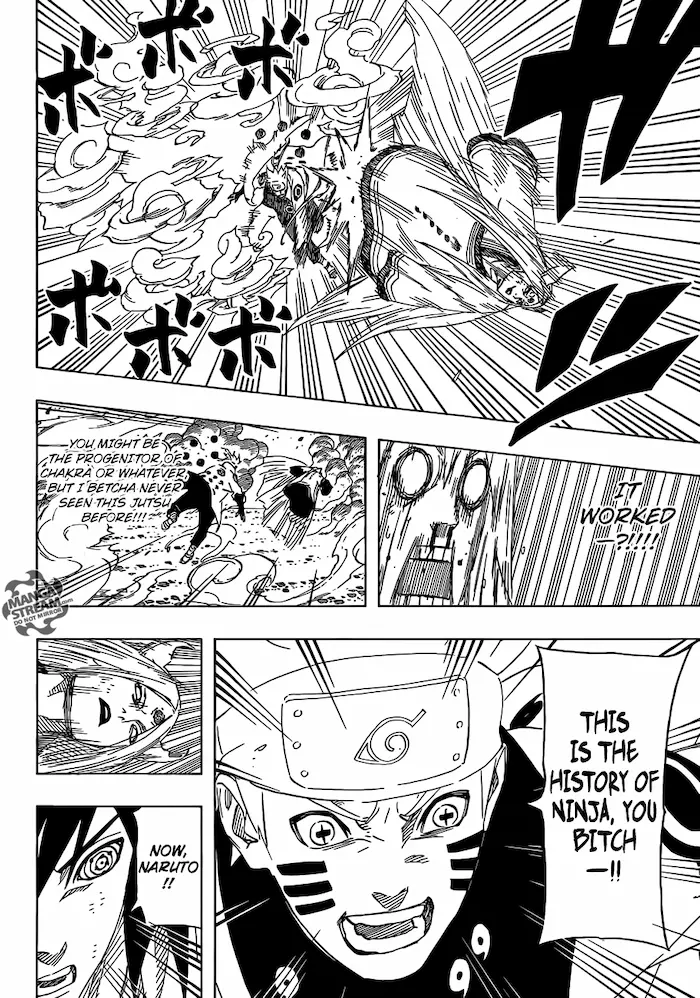 ボボボ
ボボボ
IT
WORKED
—?!!!!
YOU MIGHT BE
THE PROGENITOR OF
CHAKRA OR WHATEVER
BUT I BETCHA NEVER
SEEN THIS JUTSU
BEFORE!!!
MANGA
STREAM.com
DO NOT MIRROR
THIS
IS THE
HISTORY OF
NINJA, YOU
BITCH
—!!
NOW,
NARUTO
!!